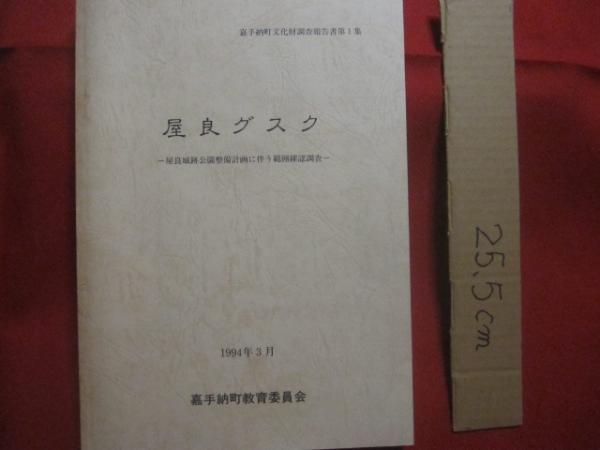 嘉手納町文化財調査報告書第1集
屋良グスク
－屋良城跡公園整備計画に伴う範囲確認調査－
1994年3月
嘉手納町教育委員会
25.5cm